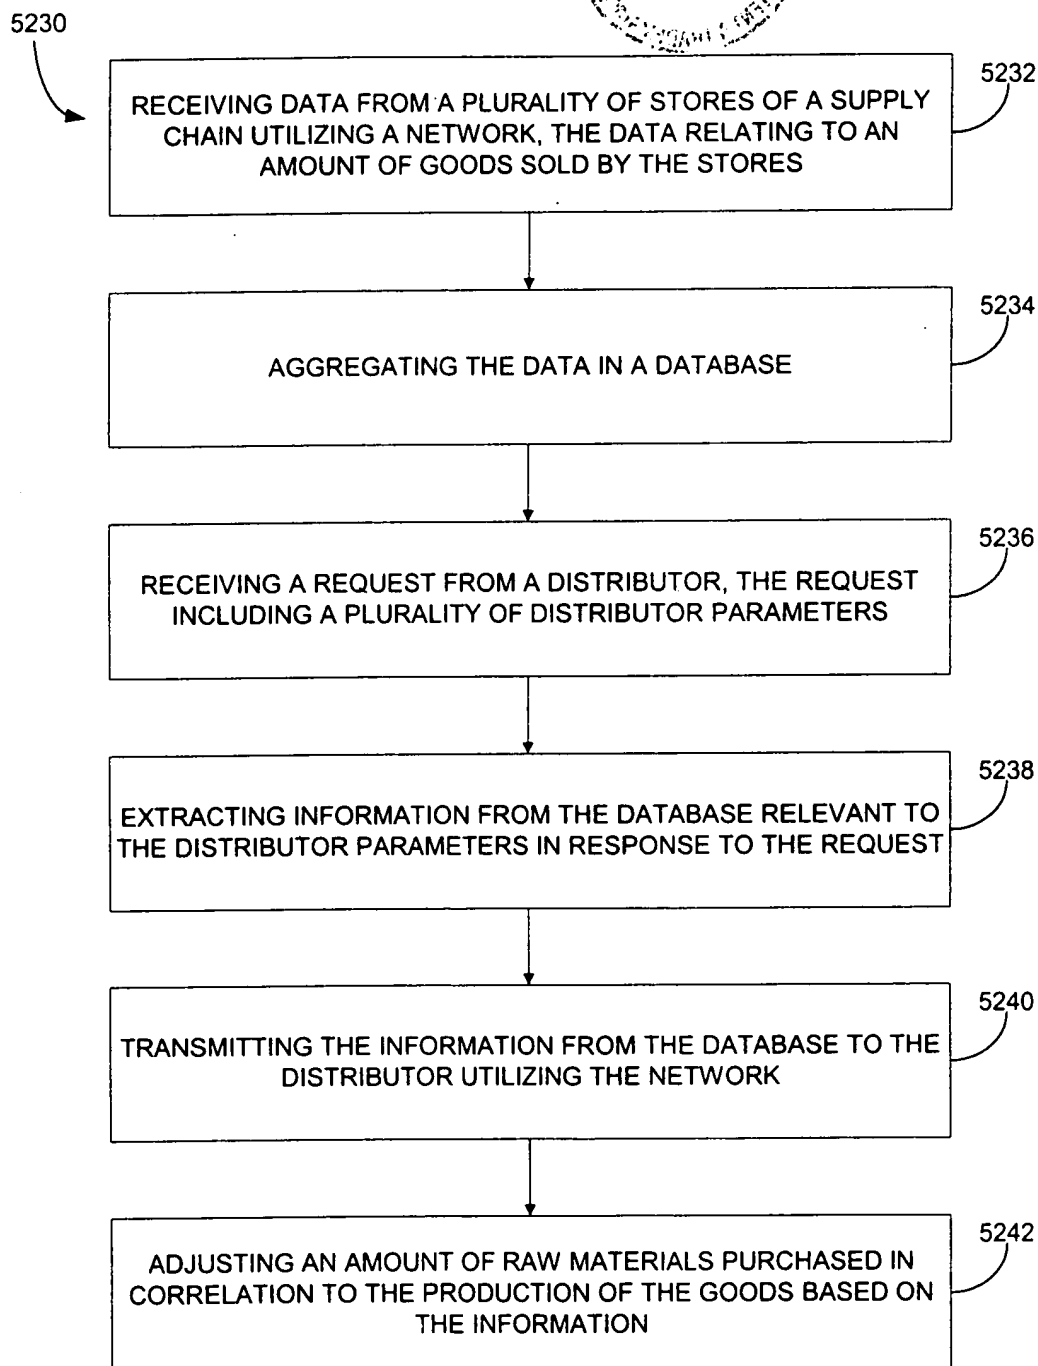 5230
5232
RECEIVING DATA FROM A PLURALITY OF STORES OF A SUPPLY
CHAIN UTILIZING A NETWORK, THE DATA RELATING TO AN
AMOUNT OF GOODS SOLD BY THE STORES
5234
AGGREGATING THE DATA IN A DATABASE
5236
RECEIVING A REQUEST FROM A DISTRIBUTOR, THE REQUEST
INCLUDING A PLURALITY OF DISTRIBUTOR PARAMETERS
5238
EXTRACTING INFORMATION FROM THE DATABASE RELEVANT TO
THE DISTRIBUTOR PARAMETERS IN RESPONSE TO THE REQUEST
5240
TRANSMITTING THE INFORMATION FROM THE DATABASE TO THE
DISTRIBUTOR UTILIZING THE NETWORK
5242
ADJUSTING AN AMOUNT OF RAW MATERIALS PURCHASED IN
CORRELATION TO THE PRODUCTION OF THE GOODS BASED ON
THE INFORMATION